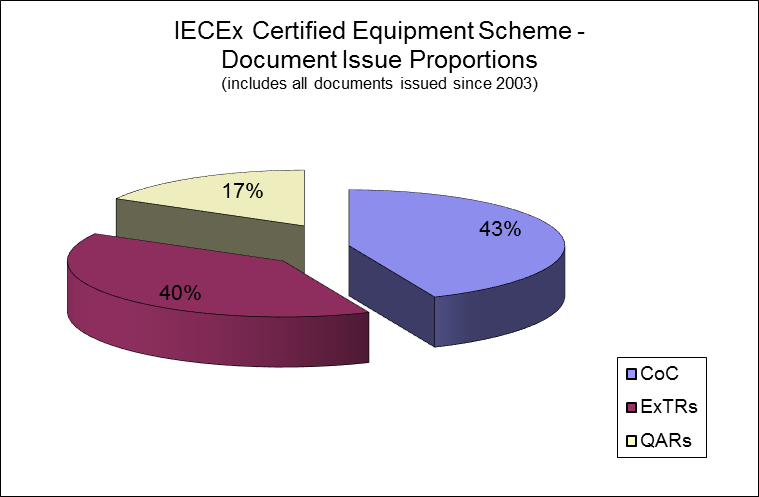 IECEx Certified Equipment Scheme -
Document Issue Proportions
(includes all documents issued since 2003)
17%
43%
40%
CoC
ExTRs
QARs